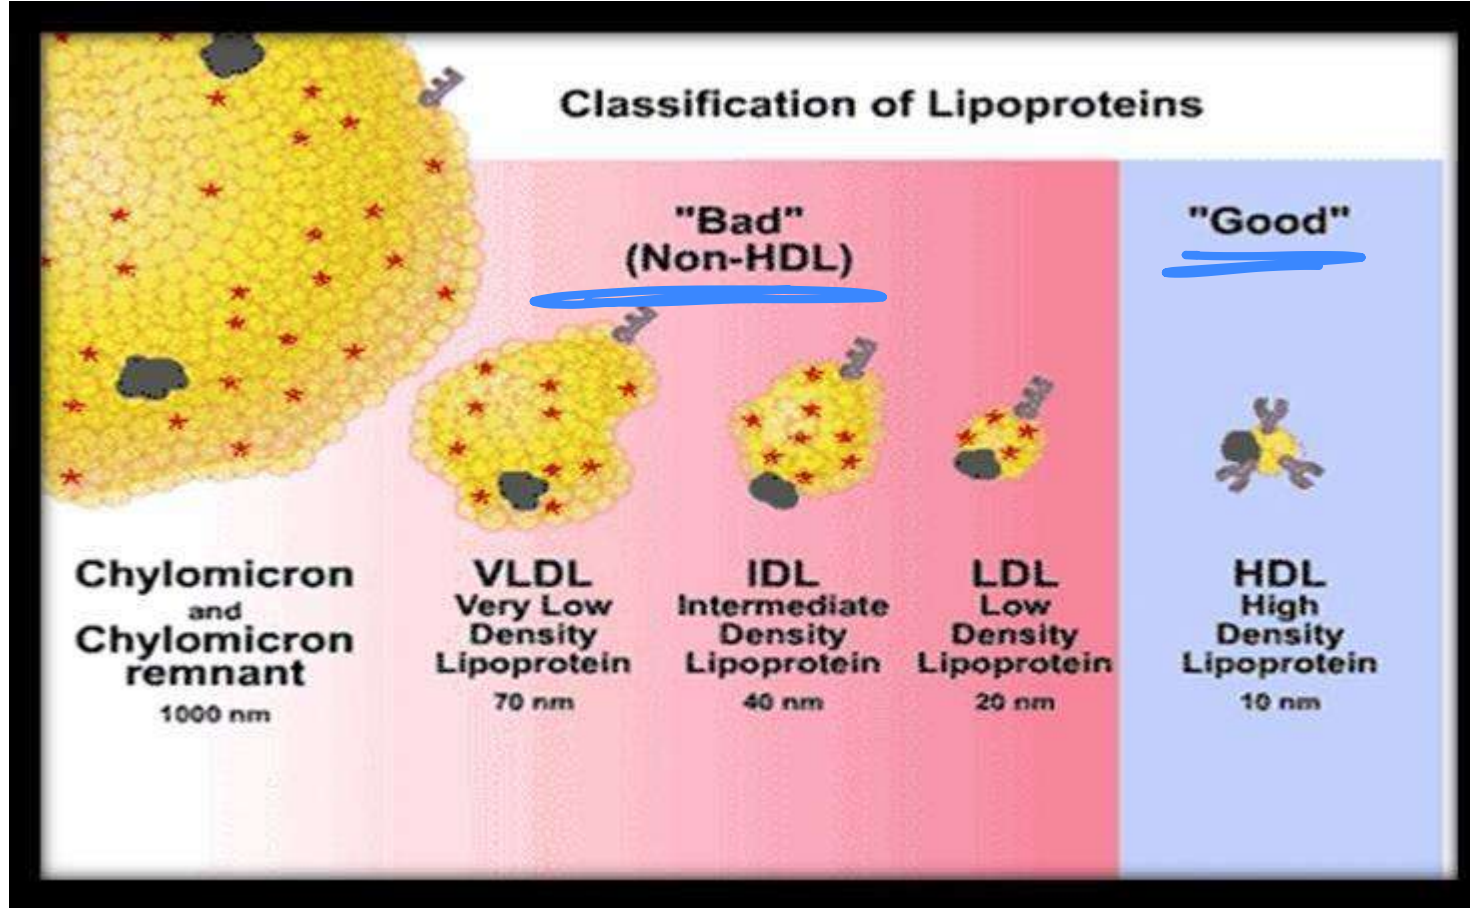 Classification of Lipoproteins
"Bad"
(Non-HDL)
"Good"
Chylomicron
and
Chylomicron
remnant
1000 nm
VLDL
Very Low
Density
Lipoprotein
70 nm
IDL
Intermediate
Density
Lipoprotein
40 nm
LDL
Low
Density
Lipoprotein
20 nm
HDL
High
Density
Lipoprotein
10 nm